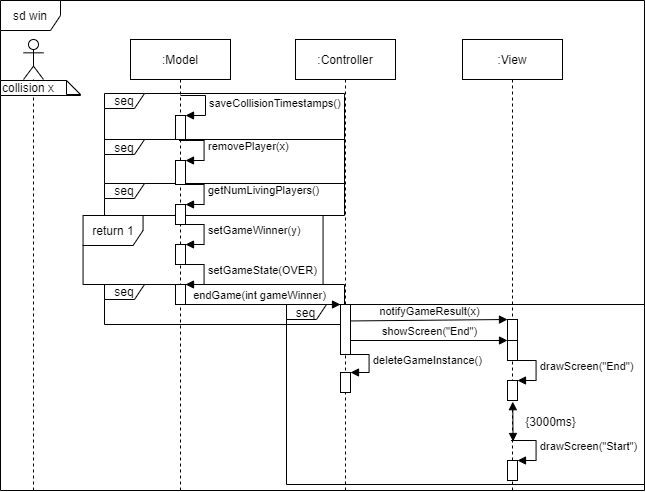 sd win
:Model
:Controller
:View
collision x
seq
saveCollisionTimestamps()
seq
removePlayer(x)
seq
getNumLivingPlayers()
return 1
setGameWinner(y)
setGameState(OVER)
seq
endGame(int gameWinner)
seq
notifyGameResult(x)
showScreen("End")
deleteGameInstance()
drawScreen("End")
{3000ms}
drawScreen("Start")